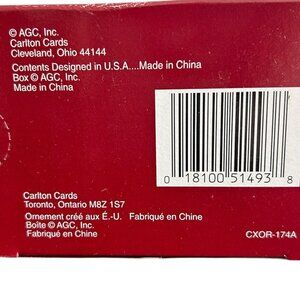 © AGC, Inc.
Carlton Cards
Cleveland, Ohio 44144
Contents Designed in U.S.A....Made in China
Box © AGC, Inc.
Made in China
0 18100 51493 8
Carlton Cards
Toronto, Ontario M8Z 1S7
Ornement créé aux É.-U. Fabriqué en Chine
Boîte © AGC, Inc.
Fabriqué en Chine
CXOR-174A